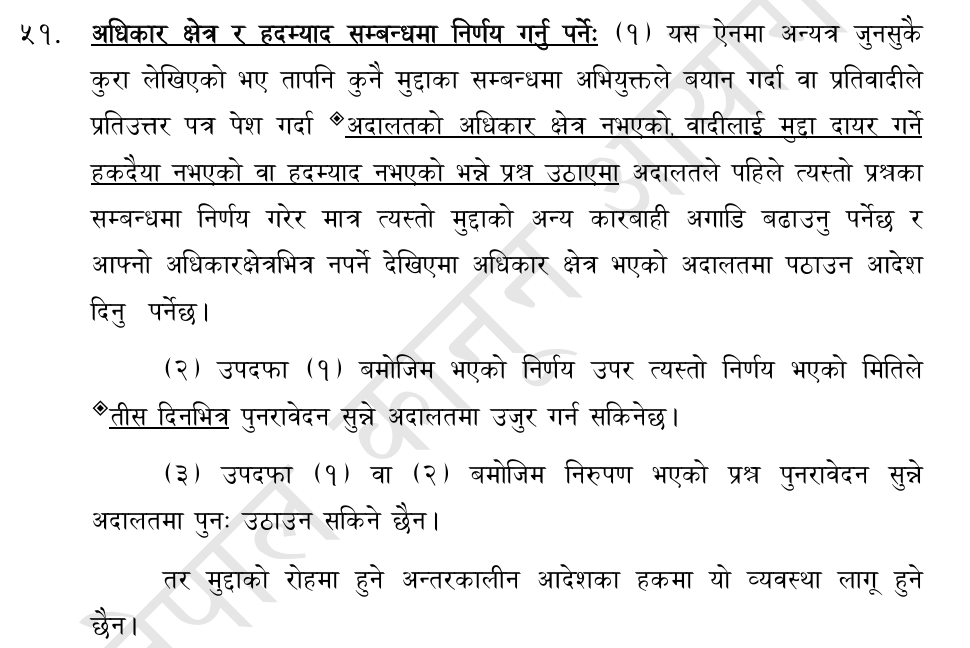 ५१. अधिकार क्षेत्र र हदम्याद सम्बन्धमा निर्णय गर्नु पर्नेः (१) यस ऐनमा अन्यत्र जुनसुकै
कुरा लेखिएको भए तापनि कुनै मुद्दाका सम्बन्धमा अभियुक्तले बयान गर्दा वा प्रतिवादीले
प्रतिउत्तर पत्र पेश गर्दा ◈अदालतको अधिकार क्षेत्र नभएको, वादीलाई मुद्दा दायर गर्ने
हकदैया नभएको वा हदम्याद नभएको भन्ने प्रश्न उठाएमा अदालतले पहिले त्यस्तो प्रश्नका
सम्बन्धमा निर्णय गरेर मात्र त्यस्तो मुद्दाको अन्य कारबाही अगाडि बढाउनु पर्नेछ र
आफ्नो अधिकारक्षेत्रभित्र नपर्ने देखिएमा अधिकार क्षेत्र भएको अदालतमा पठाउन आदेश
दिनु पर्नेछ।
(२) उपदफा (१) बमोजिम भएको निर्णय उपर त्यस्तो निर्णय भएको मितिले
◈तीस दिनभित्र पुनरावेदन सुन्ने अदालतमा उजुर गर्न सकिनेछ।
(३) उपदफा (१) वा (२) बमोजिम निरुपण भएको प्रश्न पुनरावेदन सुन्ने
अदालतमा पुनः उठाउन सकिने छैन।
तर मुद्दाको रोहमा हुने अन्तरकालीन आदेशका हकमा यो व्यवस्था लागू हुने
छैन।
नेपाल कानून आयोग